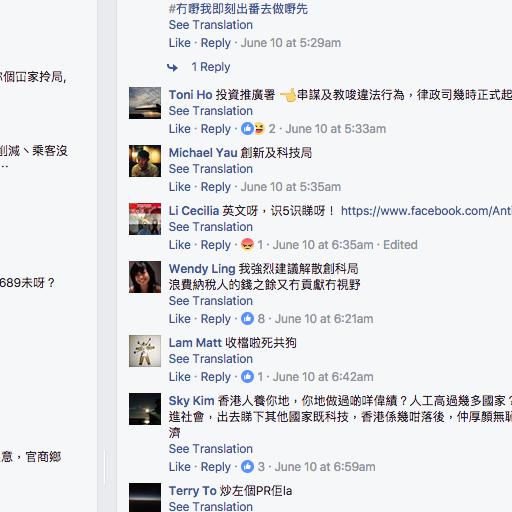 #冇嘢我即刻出番去做嘢先
See Translation
Like · Reply · June 10 at 5:29am
1 Reply
Toni Ho 投資推廣署 👈串謀及教唆違法行為，律政司幾時正式起
See Translation
Like · Reply · 2 · June 10 at 5:33am
Michael Yau 創新及科技局
See Translation
Like · Reply · June 10 at 5:35am
Li Cecilia 英文呀，识5识睇呀！ https://www.facebook.com/Anti
See Translation
Like · Reply · 1 · June 10 at 6:35am · Edited
Wendy Ling 我強烈建議解散創科局
浪費納稅人的錢之餘又冇貢獻冇視野
See Translation
Like · Reply · 8 · June 10 at 6:21am
Lam Matt 收檔啦死共狗
See Translation
Like · Reply · 1 · June 10 at 6:42am
Sky Kim 香港人養你地，你地做過啲咩偉績？人工高過幾多國家？
進社會，出去睇下其他國家既科技，香港係幾咁落後，仲厚顏無恥
濟
See Translation
Like · Reply · 3 · June 10 at 6:59am
Terry To 炒左個PR佢la
See Translation
個冚家拎局,
削減、乘客沒
689未呀？
意，官商鄉